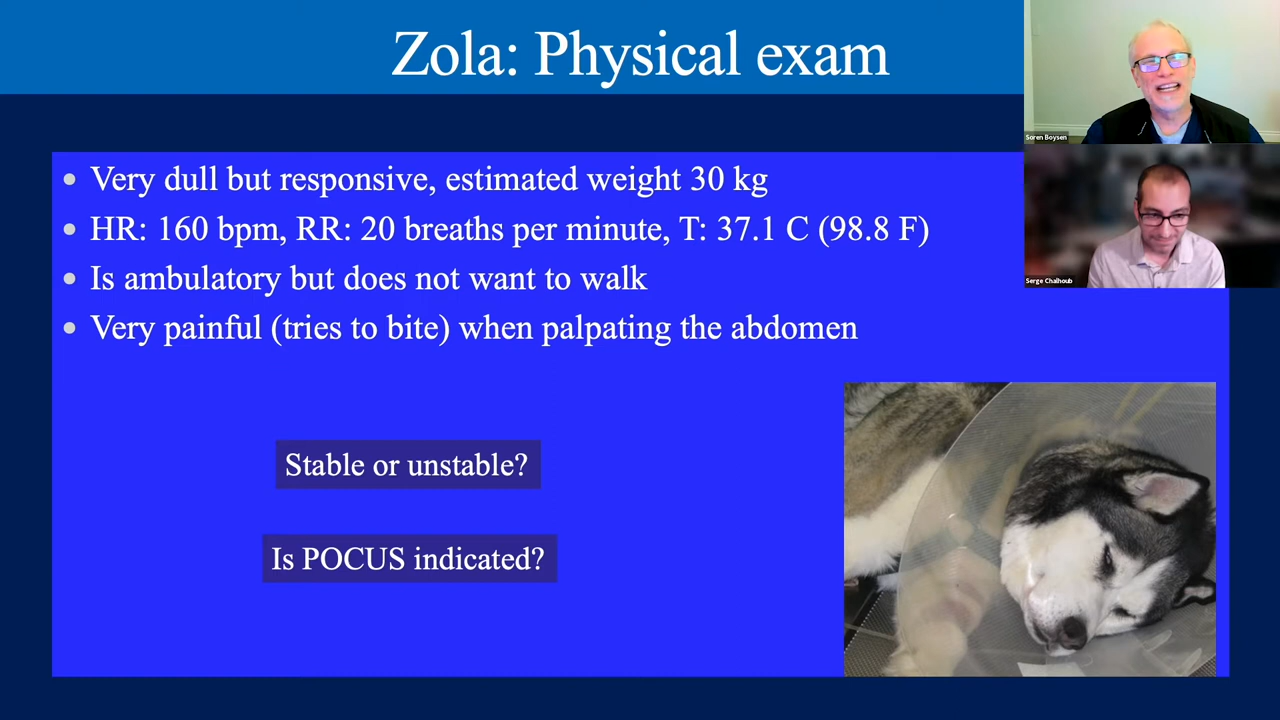 Zola: Physical exam
Soren Boysen
Serge Chalhoub
• Very dull but responsive, estimated weight 30 kg
• HR: 160 bpm, RR: 20 breaths per minute, T: 37.1 C (98.8 F)
• Is ambulatory but does not want to walk
• Very painful (tries to bite) when palpating the abdomen
Stable or unstable?
Is POCUS indicated?